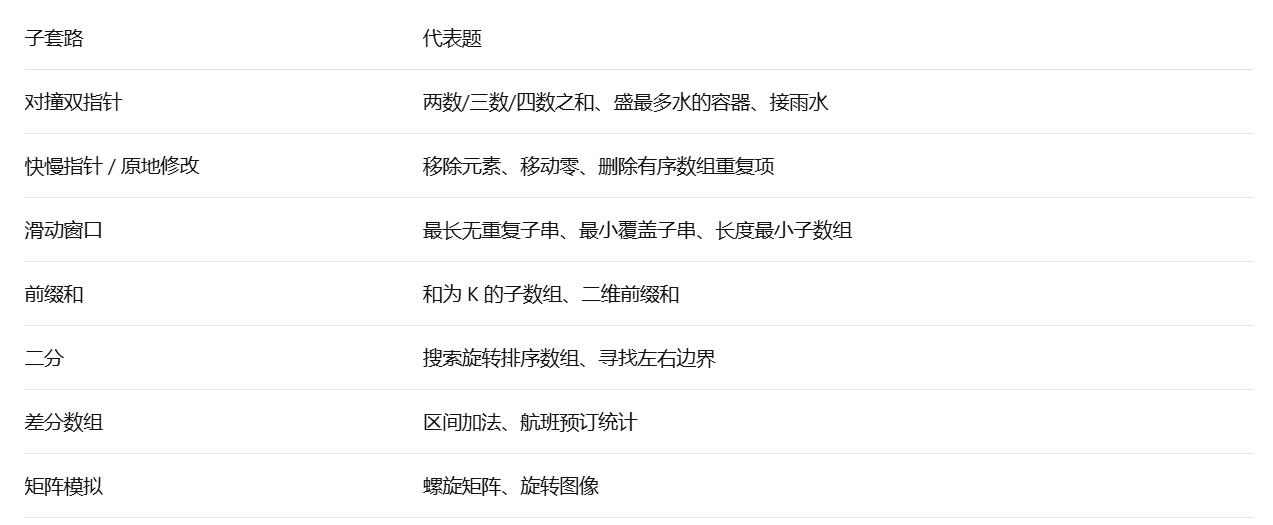 子套路 代表题
对撞双指针 两数/三数/四数之和、盛最多水的容器、接雨水
快慢指针 / 原地修改 移除元素、移动零、删除有序数组重复项
滑动窗口 最长无重复子串、最小覆盖子串、长度最小子数组
前缀和 和为 K 的子数组、二维前缀和
二分 搜索旋转排序数组、寻找左右边界
差分数组 区间加法、航班预订统计
矩阵模拟 螺旋矩阵、旋转图像